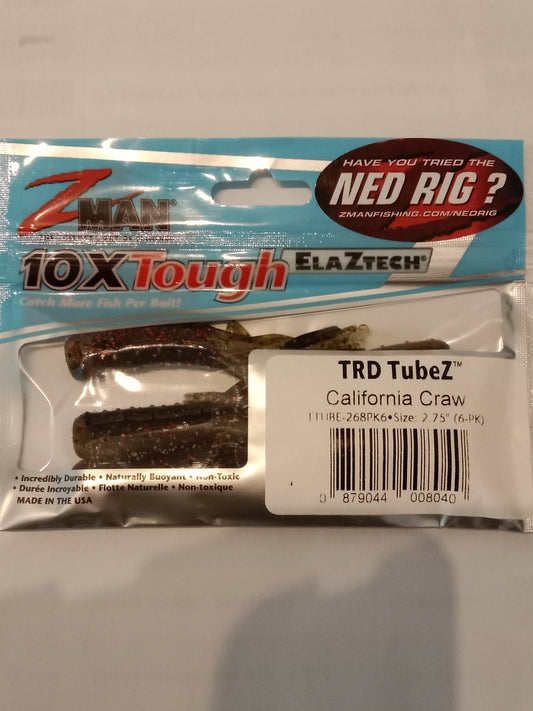 Z MAN®
HAVE YOU TRIED THE
NED RIG?
ZMANFISHING.COM/NEDRIG
10X Tough ELAZTECH®
Catch More Fish Per Bait!
TRD TubeZ™
California Craw
TTUBE-268PK6•Size: 2.75" (6-PK)
• Incredibly Durable • Naturally Buoyant • Non-Toxic
• Durée Incroyable • Flotte Naturelle • Non-toxique
MADE IN THE USA
0 879044 008040